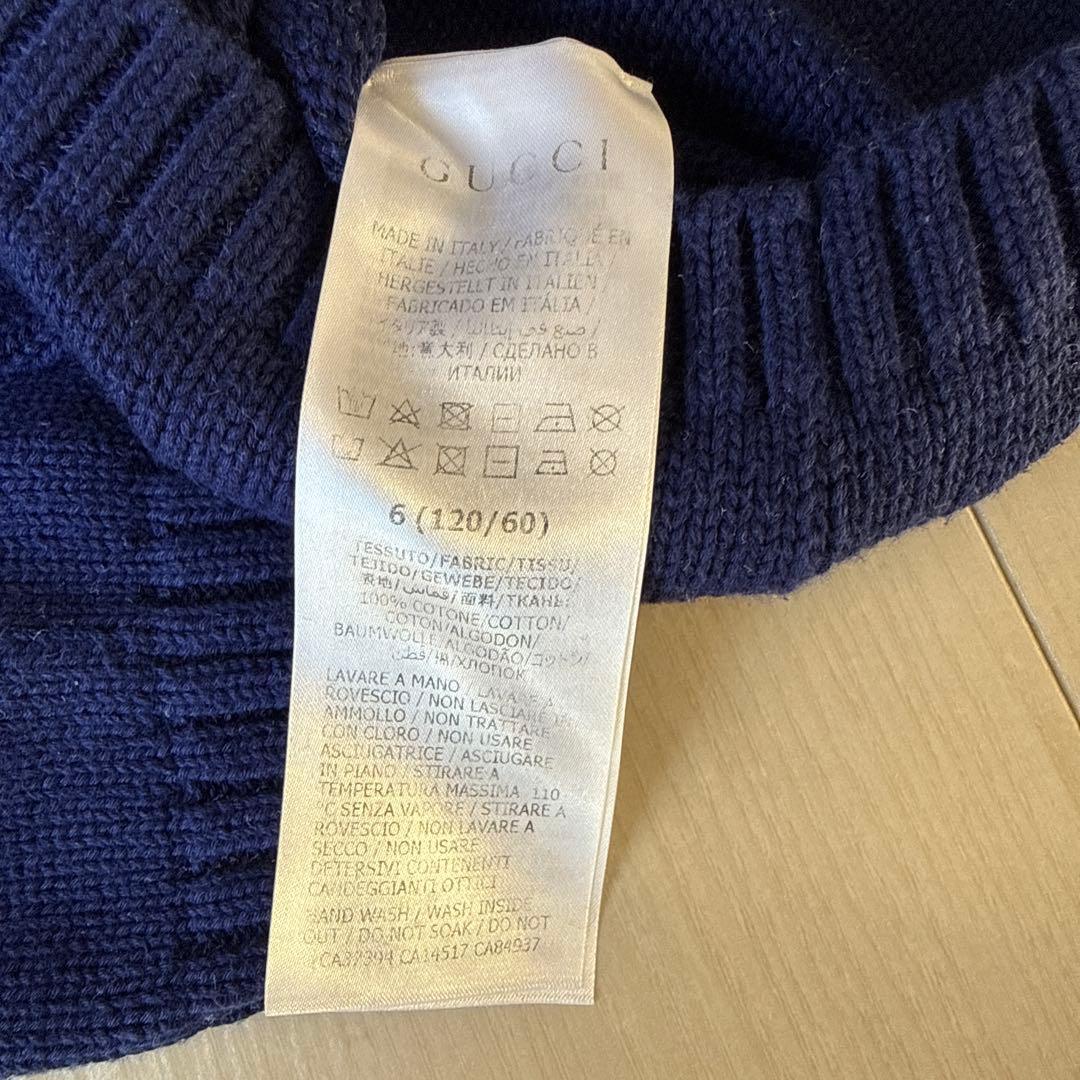 GUCCI
MADE IN ITALY / FABRIQUÉ EN
ITALIE / HECHO EN ITALIA /
HERGESTELLT IN ITALIEN /
FABRICADO EM ITÁLIA /
イタリア製 / صنع في إيطاليا /
地:意大利 / СДЕЛАНО В
ИТАЛИИ
6 (120/60)
TESSUTO/FABRIC/TISSU/
TEJIDO/GEWEBE/TECIDO/
表地/قماش/面料/ТКАНЬ:
100% COTONE/COTTON/
COTON/ALGODON/
BAUMWOLLE/ALGODÃO/コットン/
قطن/棉/ХЛОПОК
LAVARE A MANO LAVARE A
ROVESCIO / NON LASCIARE IN
AMMOLLO / NON TRATTARE
CON CLORO / NON USARE
ASCIUGATRICE / ASCIUGARE
IN PIANO / STIRARE A
TEMPERATURA MASSIMA 110
°C SENZA VAPORE / STIRARE A
ROVESCIO / NON LAVARE A
SECCO / NON USARE
DETERSIVI CONTENENTI
CANDEGGIANTI OTTICI
HAND WASH / WASH INSIDE
OUT / DO NOT SOAK / DO NOT
CA37394 CA14517 CA84937